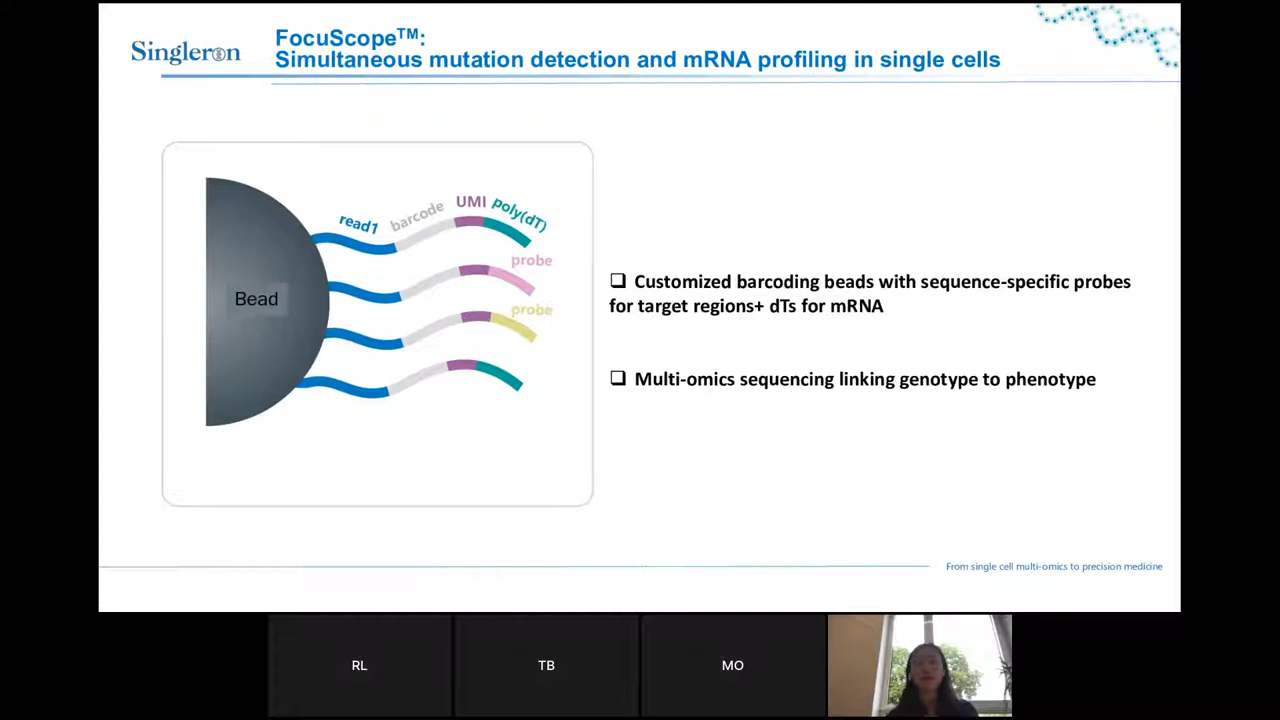 Singleron
FocuScope™:
Simultaneous mutation detection and mRNA profiling in single cells
read1
barcode
UMI
poly(dT)
probe
Bead
probe
❑ Customized barcoding beads with sequence-specific probes
for target regions+ dTs for mRNA
❑ Multi-omics sequencing linking genotype to phenotype
From single cell multi-omics to precision medicine
RL
TB
MO